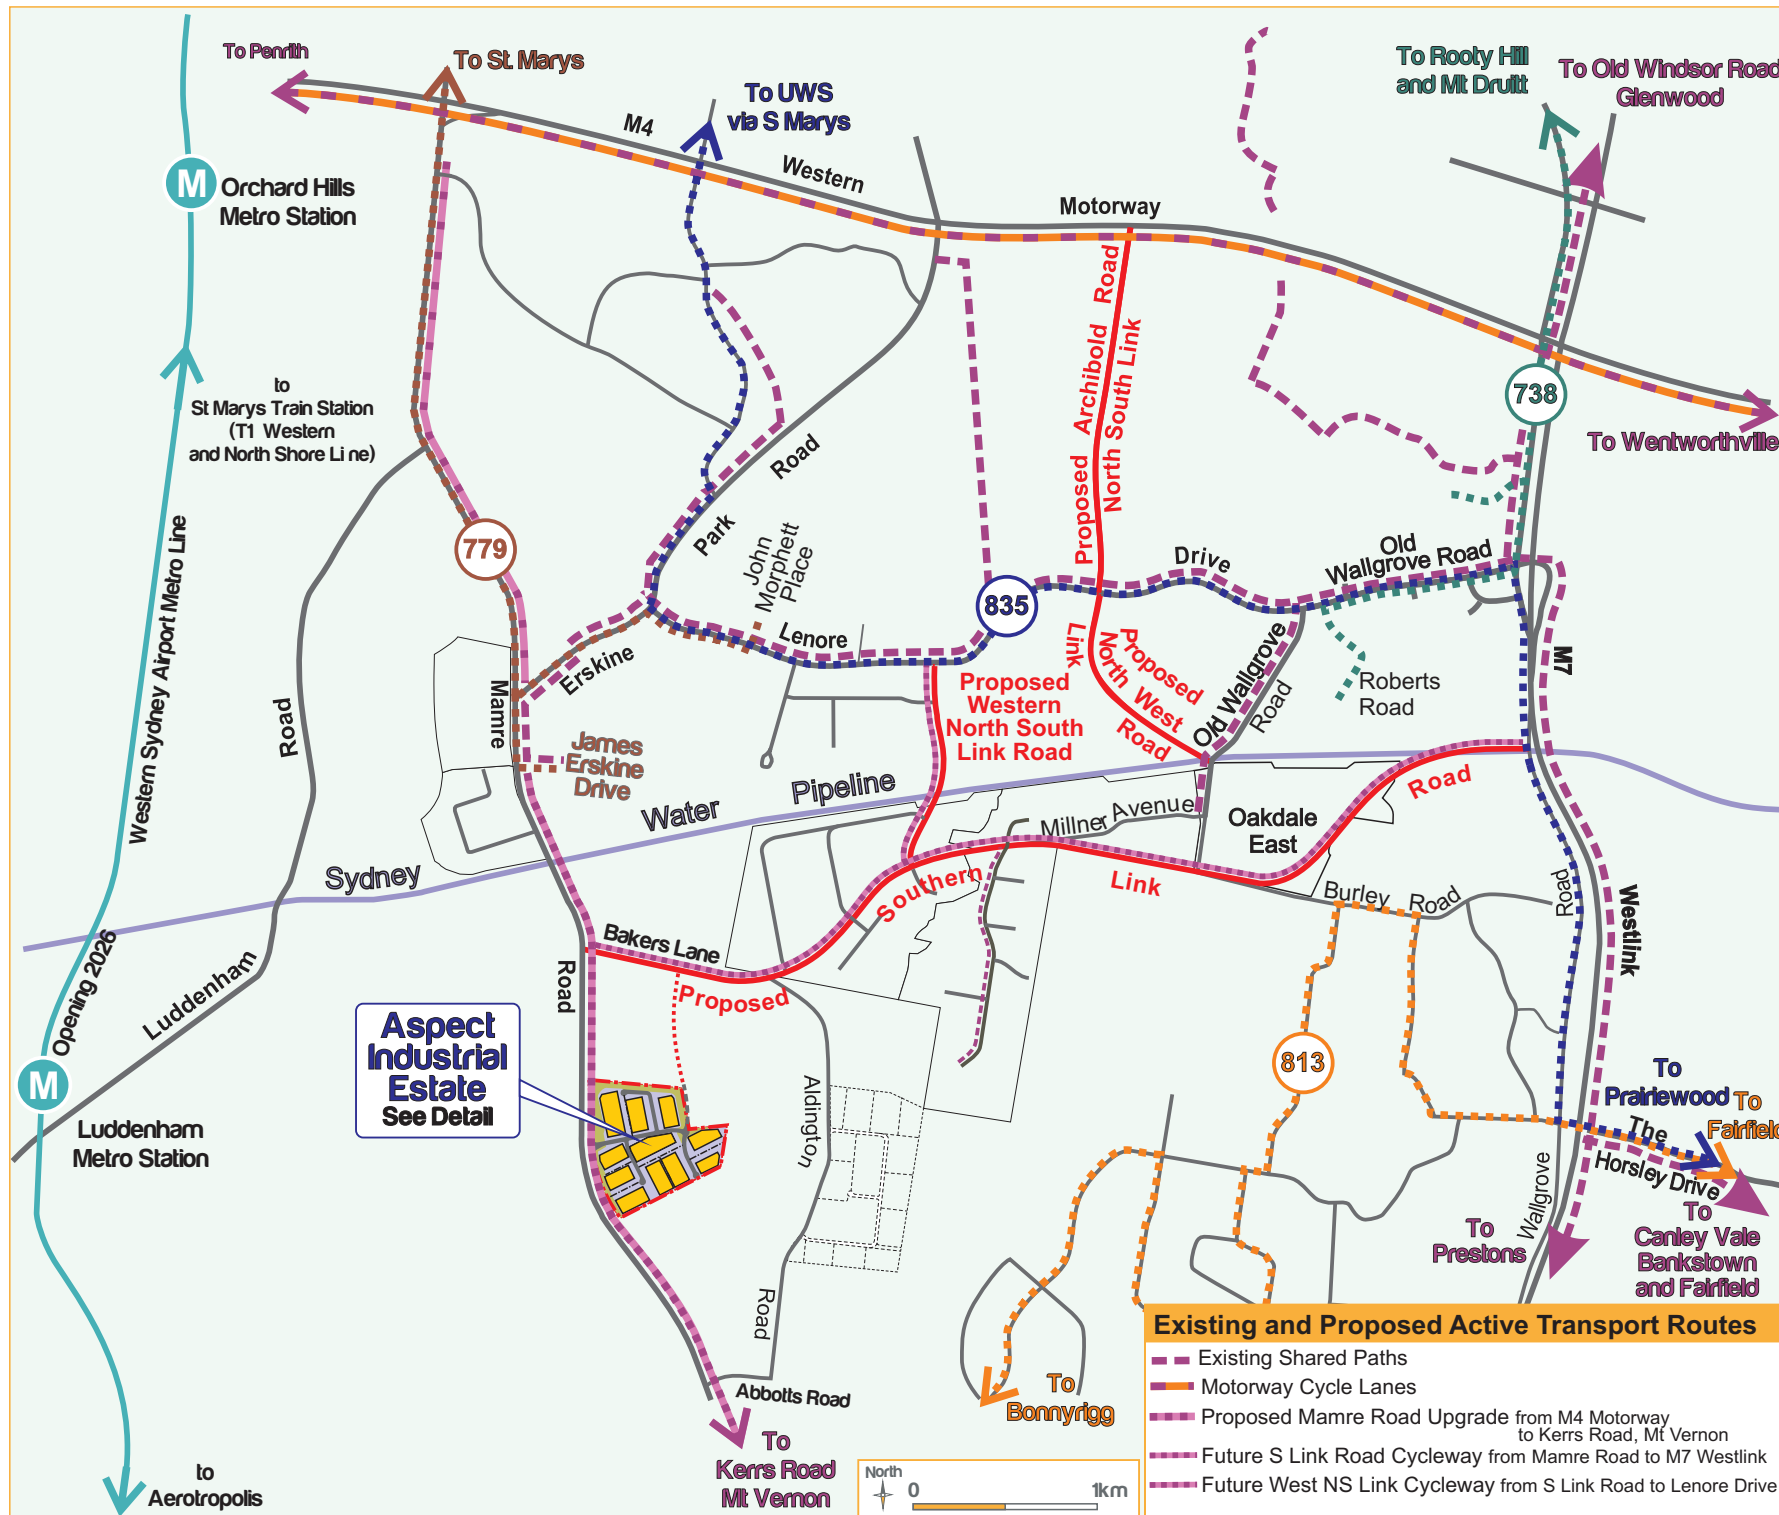 To Penrith
To St. Marys
To UWS
via S Marys
To Rooty Hill
and Mt Druitt
To Old Windsor Road
Glenwood
M4
Western
Motorway
M
Orchard Hills
Metro Station
to
St Marys Train Station
(T1 Western
and North Shore Line)
738
To Wentworthville
Proposed Archibold Road
North South Link
Road
Park
779
John
Morphett
Place
Drive
Old
Wallgrove Road
835
Lenore
Erskine
Link
Proposed
North West
Road
Old Wallgrove
Road
M7
Roberts
Road
Mamre
Proposed
Western
North South
Link Road
Western Sydney Airport Metro Line
Road
James
Erskine
Drive
Pipeline
Water
Sydney
Millner Avenue
Oakdale
East
Road
Southern
Link
Burley Road
Road
Westlink
Bakers Lane
Proposed
Road
Opening 2026
Luddenham
Aspect
Industrial
Estate
See Detail
M
Luddenham
Metro Station
Aldington
813
To
Prairiewood
To
Fairfield
The
Horsley Drive
Wallgrove
To
Prestons
To
Canley Vale
Bankstown
and Fairfield
Road
Abbotts Road
To
Bonnyrigg
To
Kerrs Road
Mt Vernon
to
Aerotropolis
North
0 1km
Existing and Proposed Active Transport Routes
Existing Shared Paths
Motorway Cycle Lanes
Proposed Mamre Road Upgrade from M4 Motorway
to Kerrs Road, Mt Vernon
Future S Link Road Cycleway from Mamre Road to M7 Westlink
Future West NS Link Cycleway from S Link Road to Lenore Drive